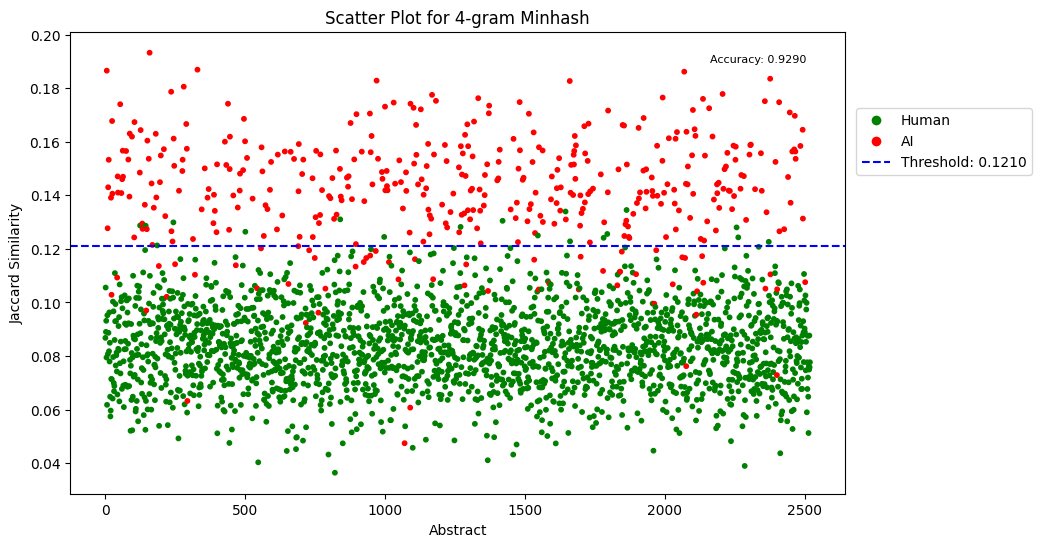 Scatter Plot for 4-gram Minhash
0.20
0.18
0.16
0.14
0.12
0.10
0.08
0.06
0.04
Jaccard Similarity
Accuracy: 0.9290
Human
AI
Threshold: 0.1210
0
500
1000
1500
2000
2500
Abstract